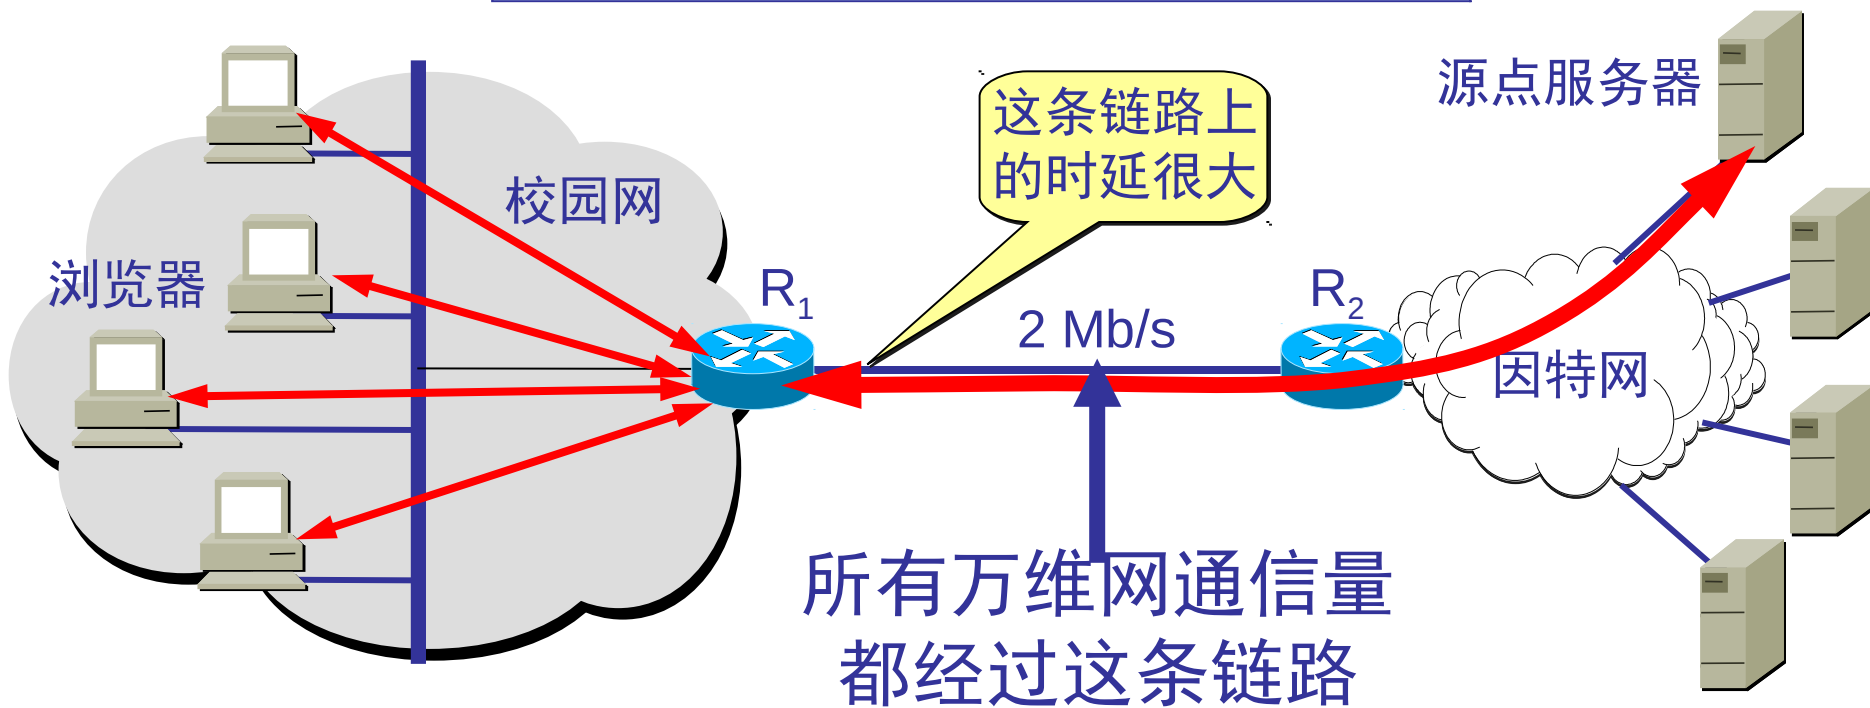 源点服务器
这条链路上
的时延很大
校园网
浏览器
R1
R2
2 Mb/s
因特网
所有万维网通信量
都经过这条链路